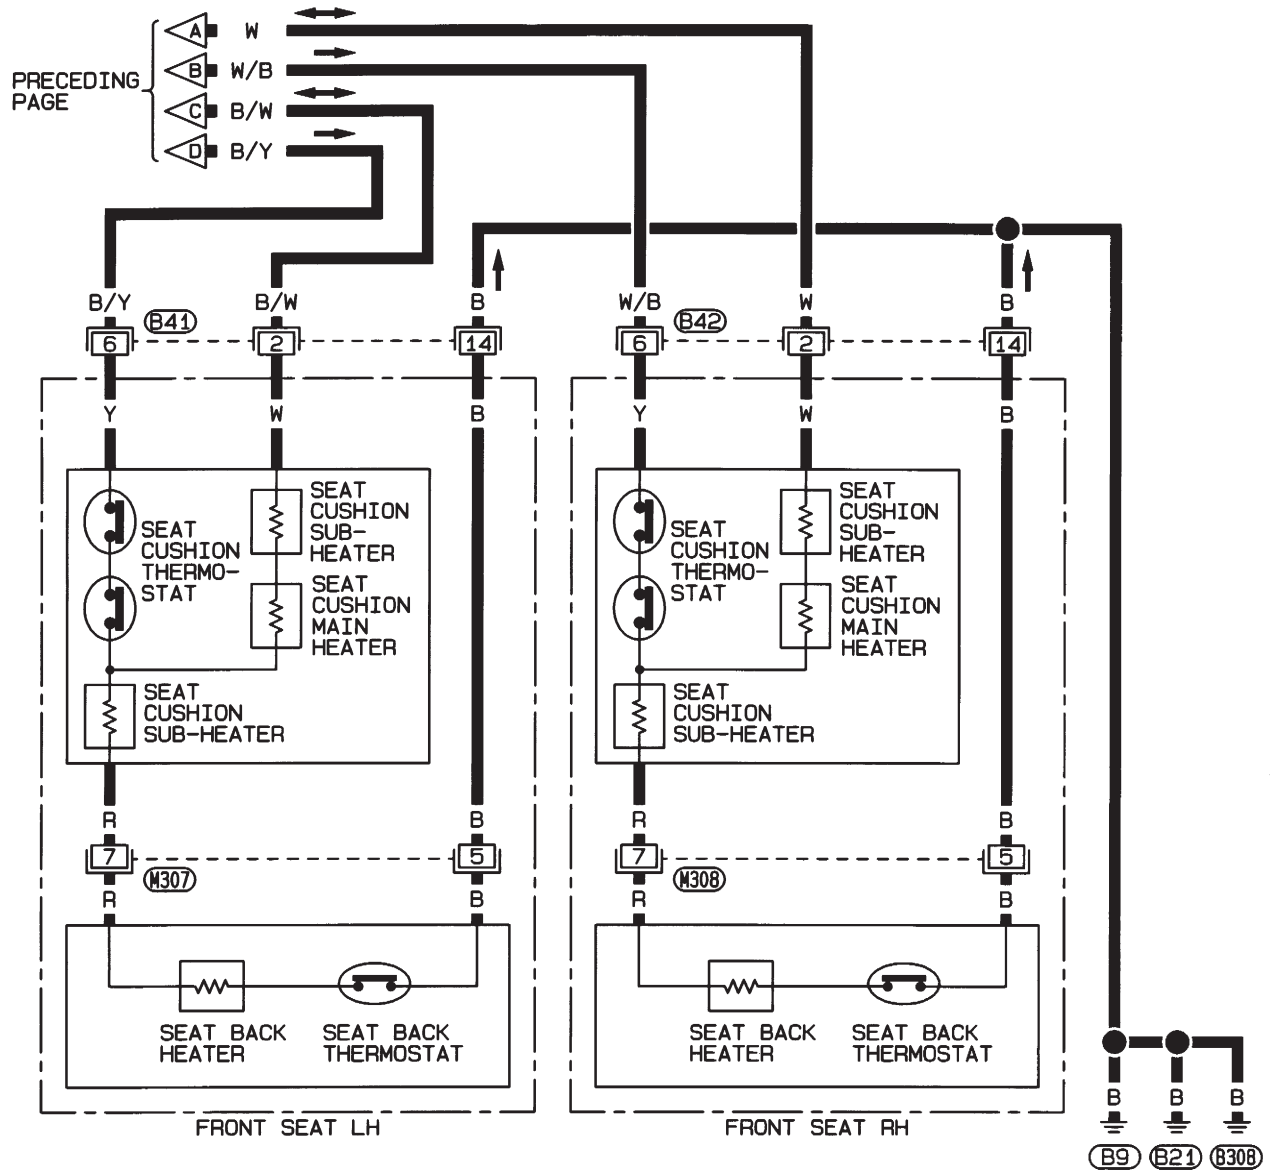 PRECEDING
PAGE
A W
B W/B
C B/W
D B/Y
B/Y B/W B W/B W B
B41 B42
6 2 14 6 2 14
Y W B Y W B
SEAT
CUSHION
SUB-
HEATER
SEAT
CUSHION
THERMO-
STAT
SEAT
CUSHION
MAIN
HEATER
SEAT
CUSHION
SUB-HEATER
SEAT
CUSHION
SUB-
HEATER
SEAT
CUSHION
THERMO-
STAT
SEAT
CUSHION
MAIN
HEATER
SEAT
CUSHION
SUB-HEATER
R B R B
7 5 7 5
M307 M308
R B R B
SEAT BACK
HEATER
SEAT BACK
THERMOSTAT
SEAT BACK
HEATER
SEAT BACK
THERMOSTAT
FRONT SEAT LH
FRONT SEAT RH
B B B
B9 B21 B308